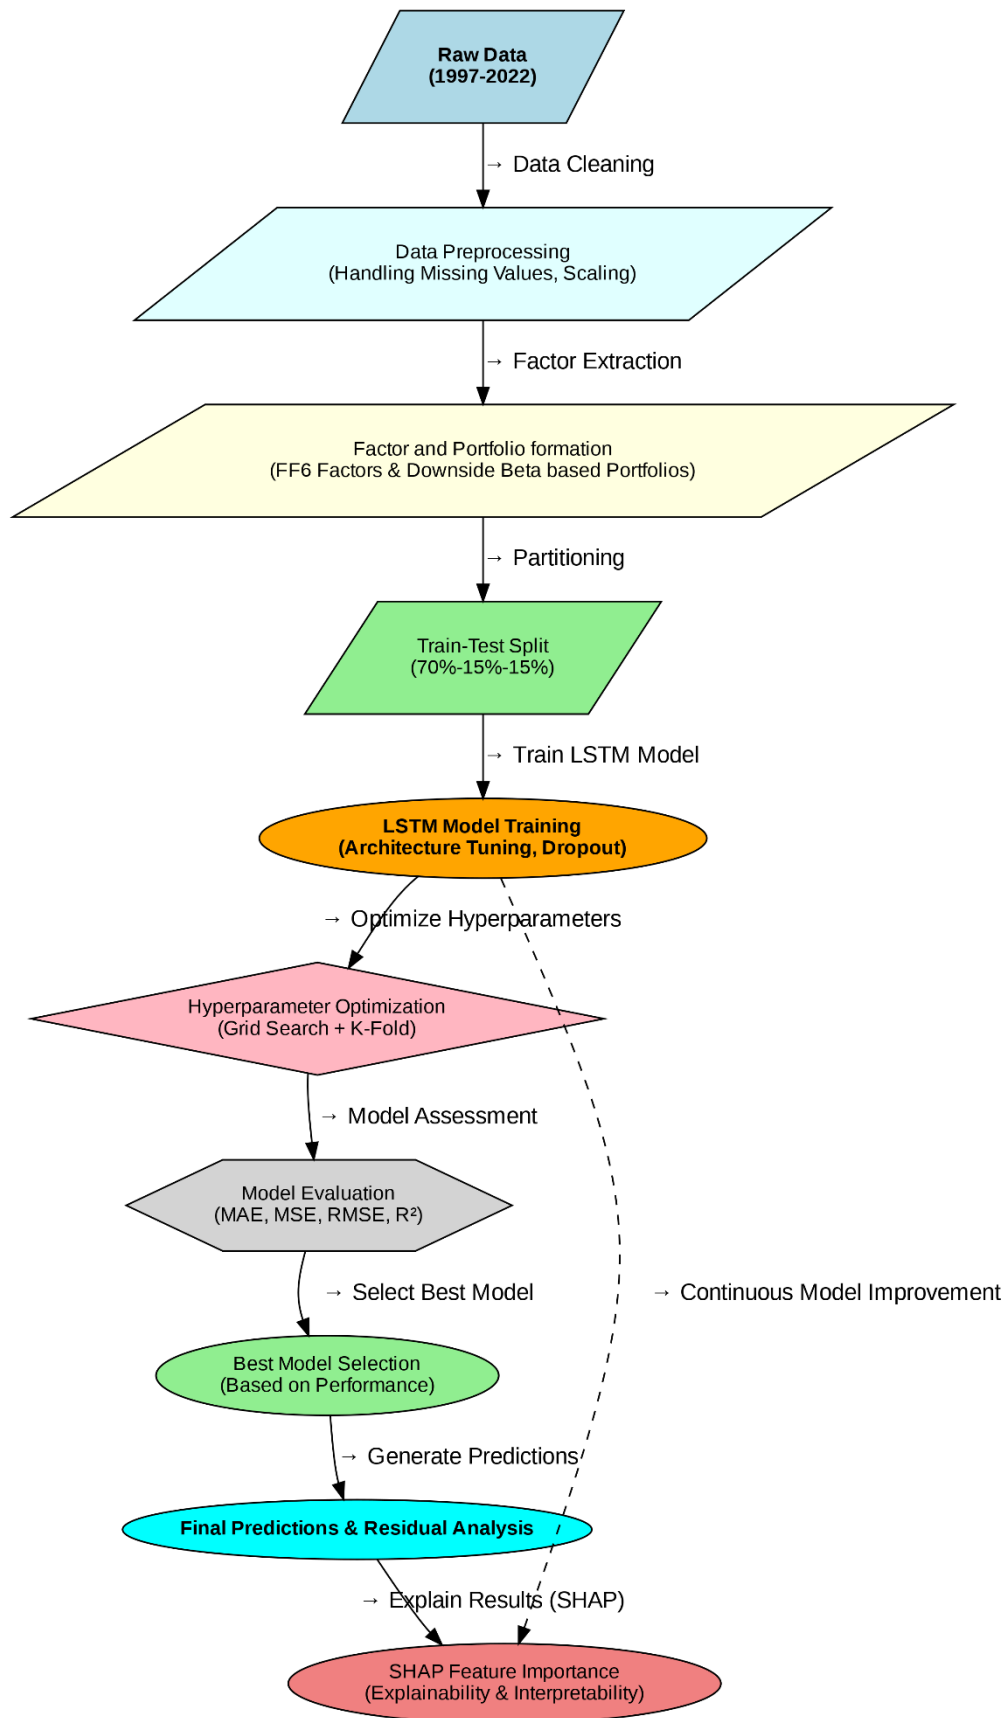 Raw Data
(1997-2022)
→ Data Cleaning
Data Preprocessing
(Handling Missing Values, Scaling)
→ Factor Extraction
Factor and Portfolio formation
(FF6 Factors & Downside Beta based Portfolios)
→ Partitioning
Train-Test Split
(70%-15%-15%)
→ Train LSTM Model
LSTM Model Training
(Architecture Tuning, Dropout)
→ Optimize Hyperparameters
Hyperparameter Optimization
(Grid Search + K-Fold)
→ Model Assessment
Model Evaluation
(MAE, MSE, RMSE, R²)
→ Select Best Model
→ Continuous Model Improvement
Best Model Selection
(Based on Performance)
→ Generate Predictions
Final Predictions & Residual Analysis
→ Explain Results (SHAP)
SHAP Feature Importance
(Explainability & Interpretability)